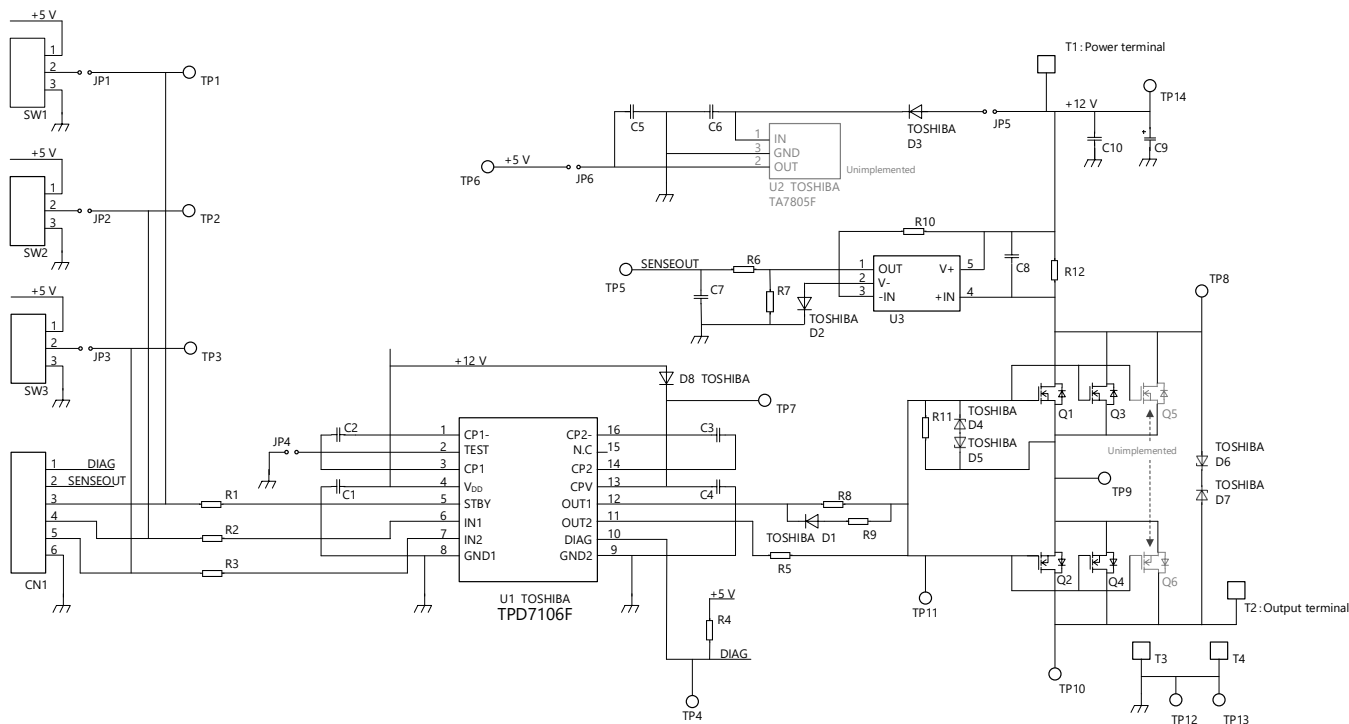 +5 V
1
2
3
SW1
JP1
TP1
+5 V
1
2
3
SW2
JP2
TP2
+5 V
1
2
3
SW3
JP3
TP3
T1: Power terminal
+12 V
TP14
C10
C9
C5
C6
TOSHIBA
D3
JP5
TP6
+5 V
JP6
1
3
2
IN
GND
OUT
Unimplemented
U2 TOSHIBA
TA7805F
R10
TP5
SENSEOUT
R6
C7
R7
TOSHIBA
D2
1
2
3
OUT
V-
-IN
V+
+IN
5
4
U3
C8
R12
TP8
+12 V
D8 TOSHIBA
TP7
C2
JP4
C1
1
2
3
4
5
6
7
8
CP1-
TEST
CP1
VDD
STBY
IN1
IN2
GND1
CP2-
N.C
CP2
CPV
OUT1
OUT2
DIAG
GND2
16
15
14
13
12
11
10
9
U1 TOSHIBA
TPD7106F
C3
C4
R8
TOSHIBA D1
R9
R5
R11
TOSHIBA
D4
TOSHIBA
D5
Q1
Q3
Q5
Unimplemented
TP9
TOSHIBA
D6
TOSHIBA
D7
Q2
Q4
Q6
TP11
T2: Output terminal
1
2
3
4
5
6
DIAG
SENSEOUT
CN1
R1
R2
R3
+5 V
R4
DIAG
TP4
TP10
T3
T4
TP12
TP13